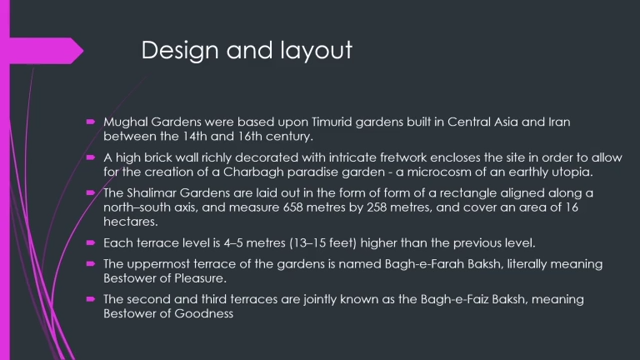 Design and layout
Mughal Gardens were based upon Timurid gardens built in Central Asia and Iran
between the 14th and 16th century.
A high brick wall richly decorated with intricate fretwork encloses the site in order to allow
for the creation of a Charbagh paradise garden - a microcosm of an earthly utopia.
The Shalimar Gardens are laid out in the form of form of a rectangle aligned along a
north–south axis, and measure 658 metres by 258 metres, and cover an area of 16
hectares.
Each terrace level is 4–5 metres (13–15 feet) higher than the previous level.
The uppermost terrace of the gardens is named Bagh-e-Farah Baksh, literally meaning
Bestower of Pleasure.
The second and third terraces are jointly known as the Bagh-e-Faiz Baksh, meaning
Bestower of Goodness